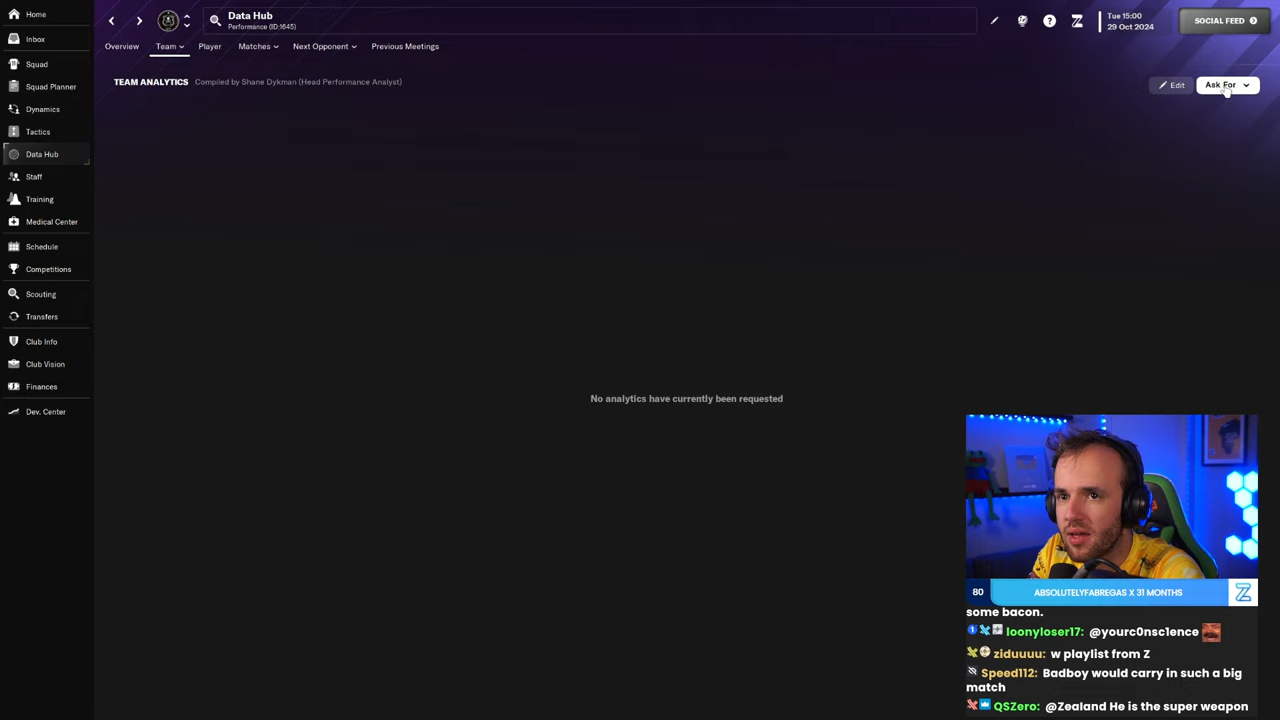 Home
Inbox
Squad
Squad Planner
Dynamics
Tactics
Data Hub
Staff
Training
Medical Center
Schedule
Competitions
Scouting
Transfers
Club Info
Club Vision
Finances
Dev. Center
Data Hub
Performance (ID:1645)
Tue 15:00
29 Oct 2024
SOCIAL FEED
Overview
Team
Player
Matches
Next Opponent
Previous Meetings
TEAM ANALYTICS Compiled by Shane Dykman (Head Performance Analyst)
Edit
Ask For
No analytics have currently been requested
80 ABSOLUTELYFABREGAS X 31 MONTHS
some bacon.
loonyloser17: @yourc0nsc1ence
ziduuuu: w playlist from Z
Speed112: Badboy would carry in such a big
match
QSZero: @Zealand He is the super weapon